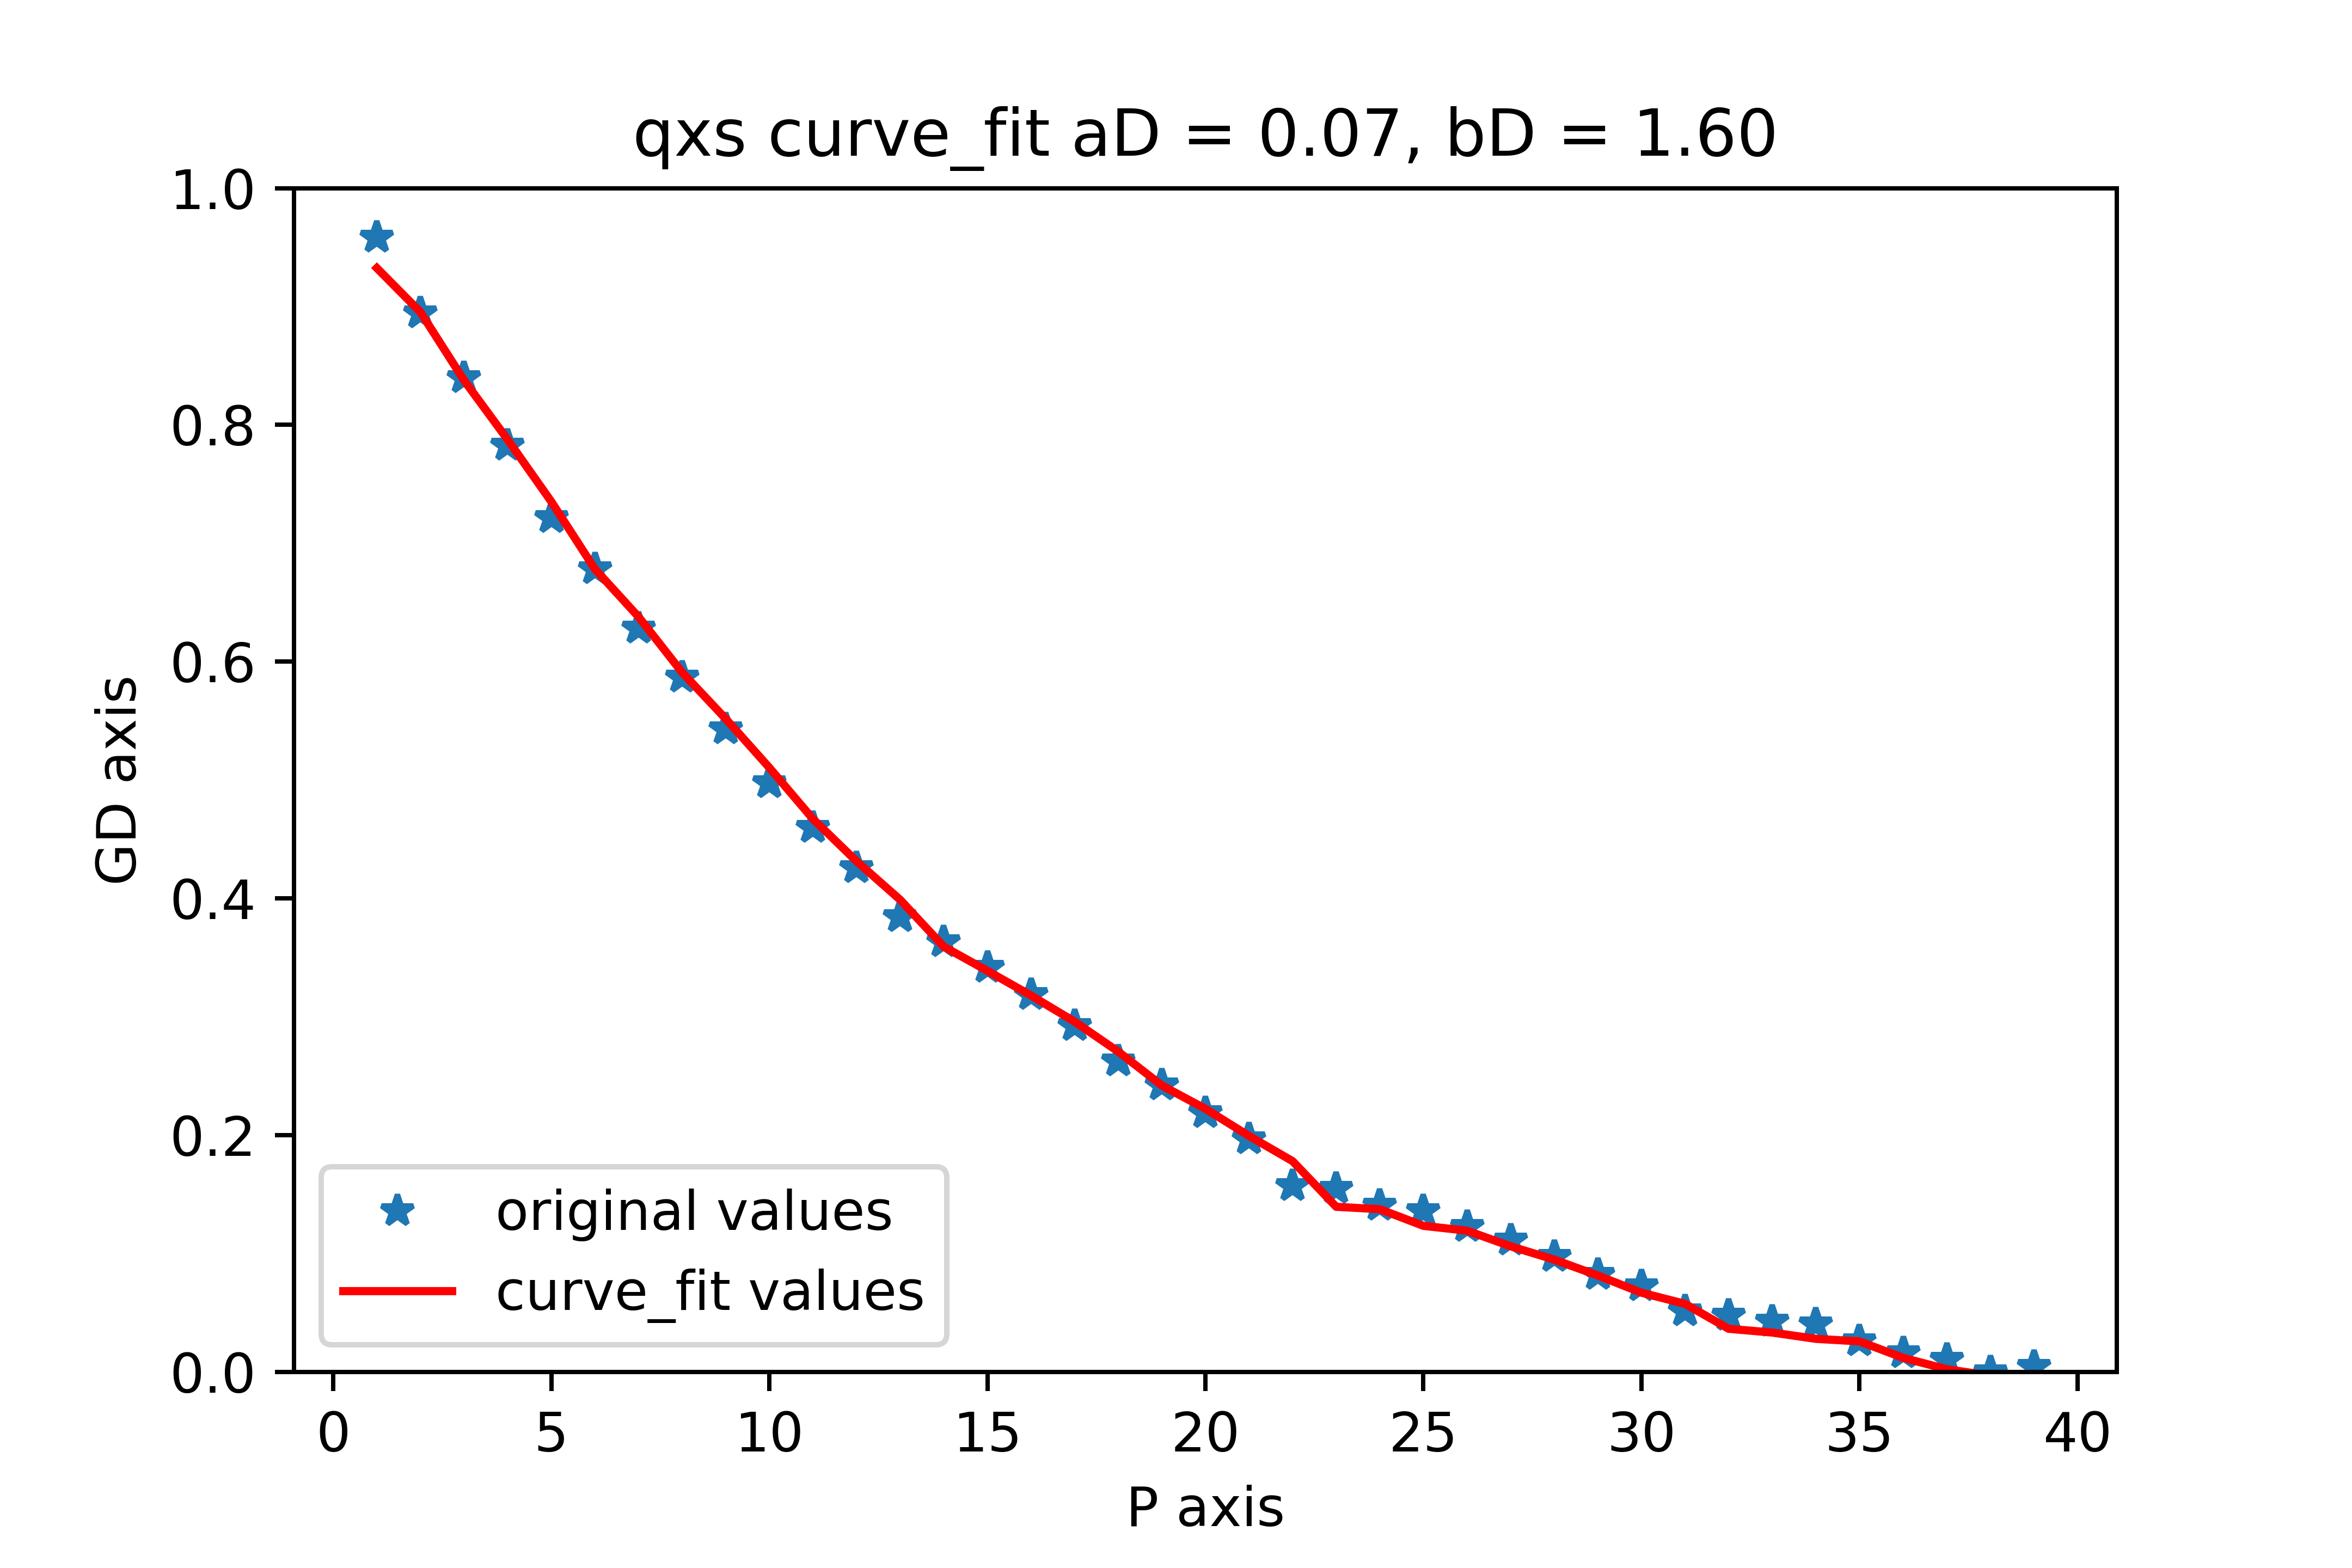 qxs curve_fit aD = 0.07, bD = 1.60
1.0
0.8
0.6
0.4
0.2
0.0
GD axis
original values
curve_fit values
0 5 10 15 20 25 30 35 40
P axis